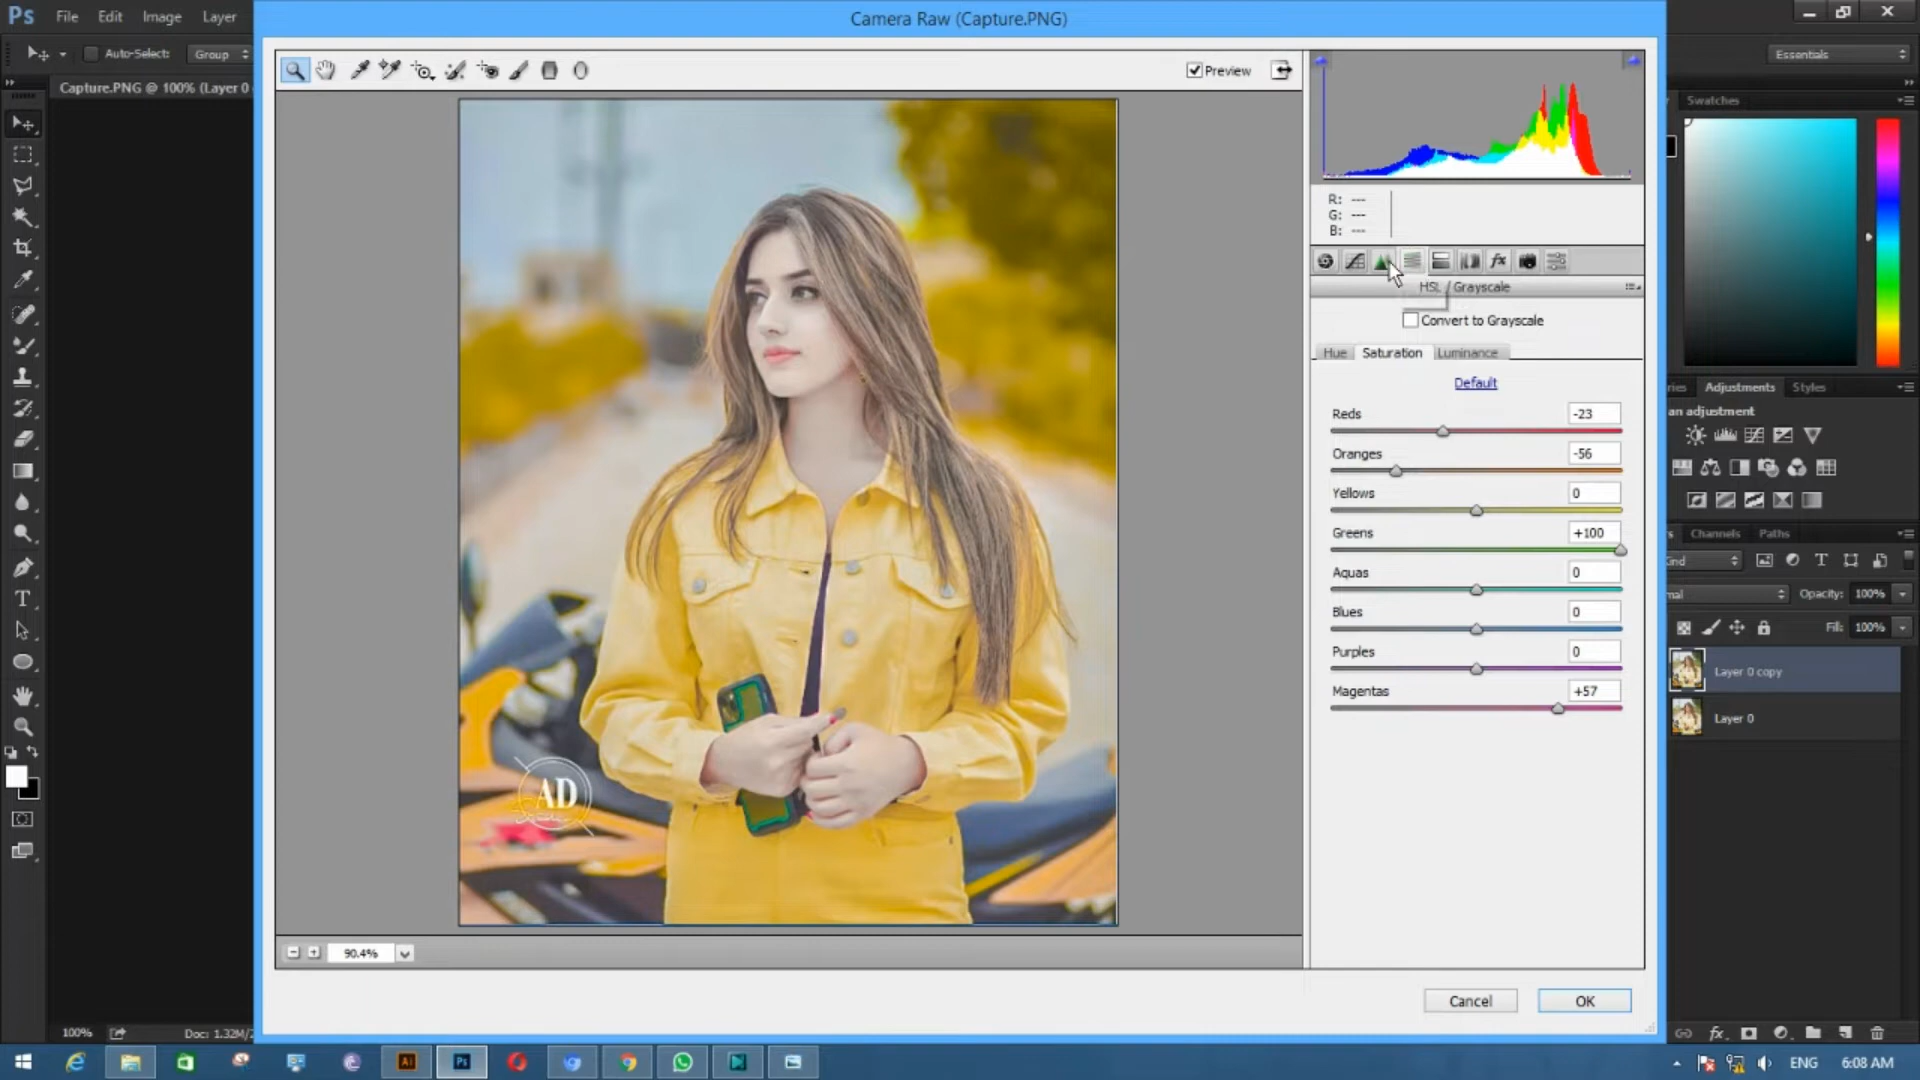 Ps File Edit Image Layer
Camera Raw (Capture.PNG)
Auto-Select: Group
Essentials
Capture.PNG @ 100% (Layer 0
Preview
Swatches
R: ---
G: ---
B: ---
HSL / Grayscale
Convert to Grayscale
Hue Saturation Luminance
Default
Reds -23
Oranges -56
Yellows 0
Greens +100
Aquas 0
Blues 0
Purples 0
Magentas +57
Adjustments Styles
an adjustment
Channels Paths
Opacity: 100%
Fill: 100%
Layer 0 copy
Layer 0
AD
90.4%
Cancel OK
100% Doc: 1.32M/
Ai Ps
ENG 6:08 AM